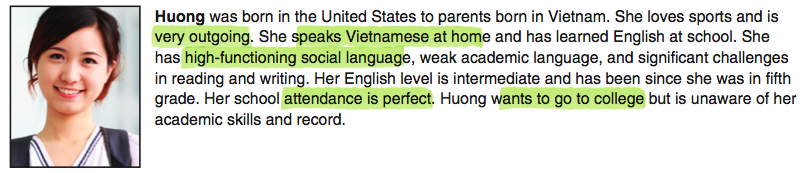 Huong was born in the United States to parents born in Vietnam. She loves sports and is
very outgoing. She speaks Vietnamese at home and has learned English at school. She
has high-functioning social language, weak academic language, and significant challenges
in reading and writing. Her English level is intermediate and has been since she was in fifth
grade. Her school attendance is perfect. Huong wants to go to college but is unaware of her
academic skills and record.